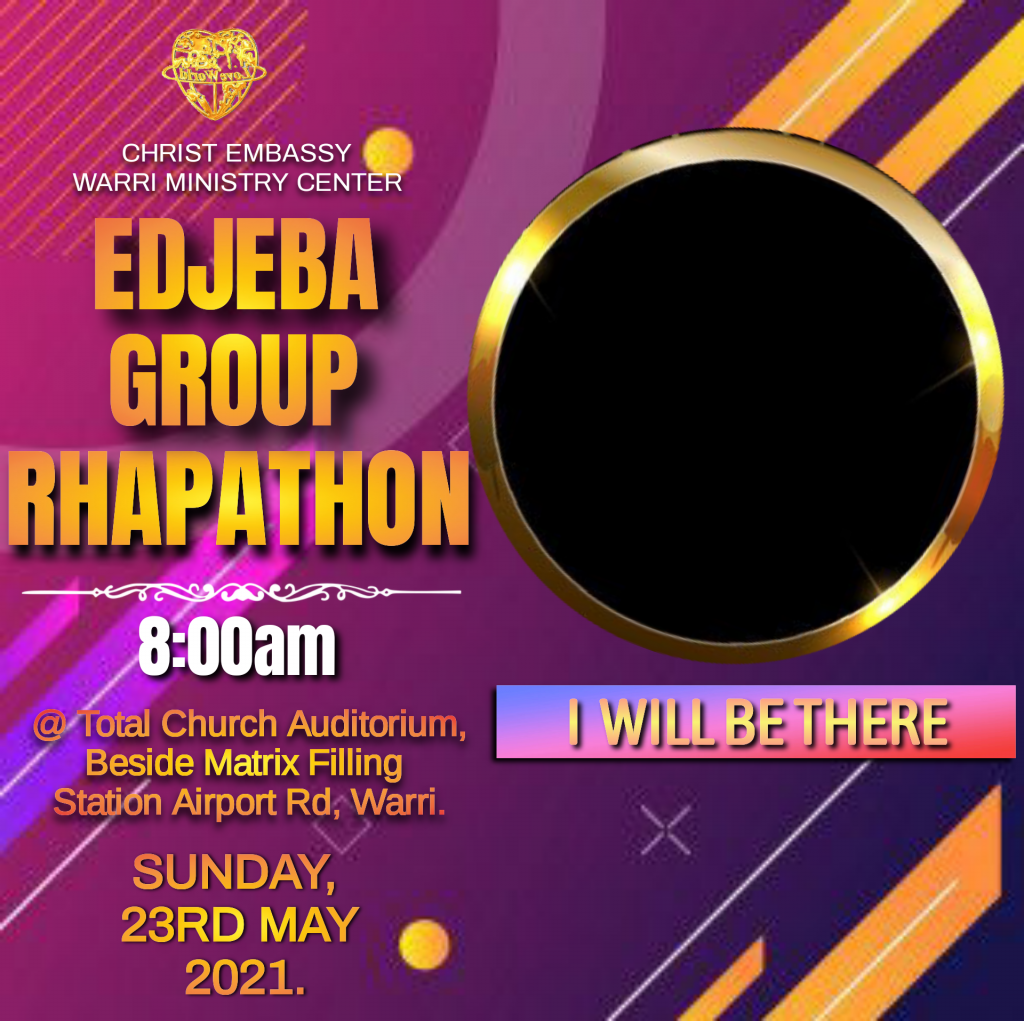 CHRIST EMBASSY
WARRI MINISTRY CENTER
EDJEBA
GROUP
RHAPATHON
8:00am
@ Total Church Auditorium,
Beside Matrix Filling
Station Airport Rd, Warri.
SUNDAY,
23RD MAY
2021.
I WILL BE THERE